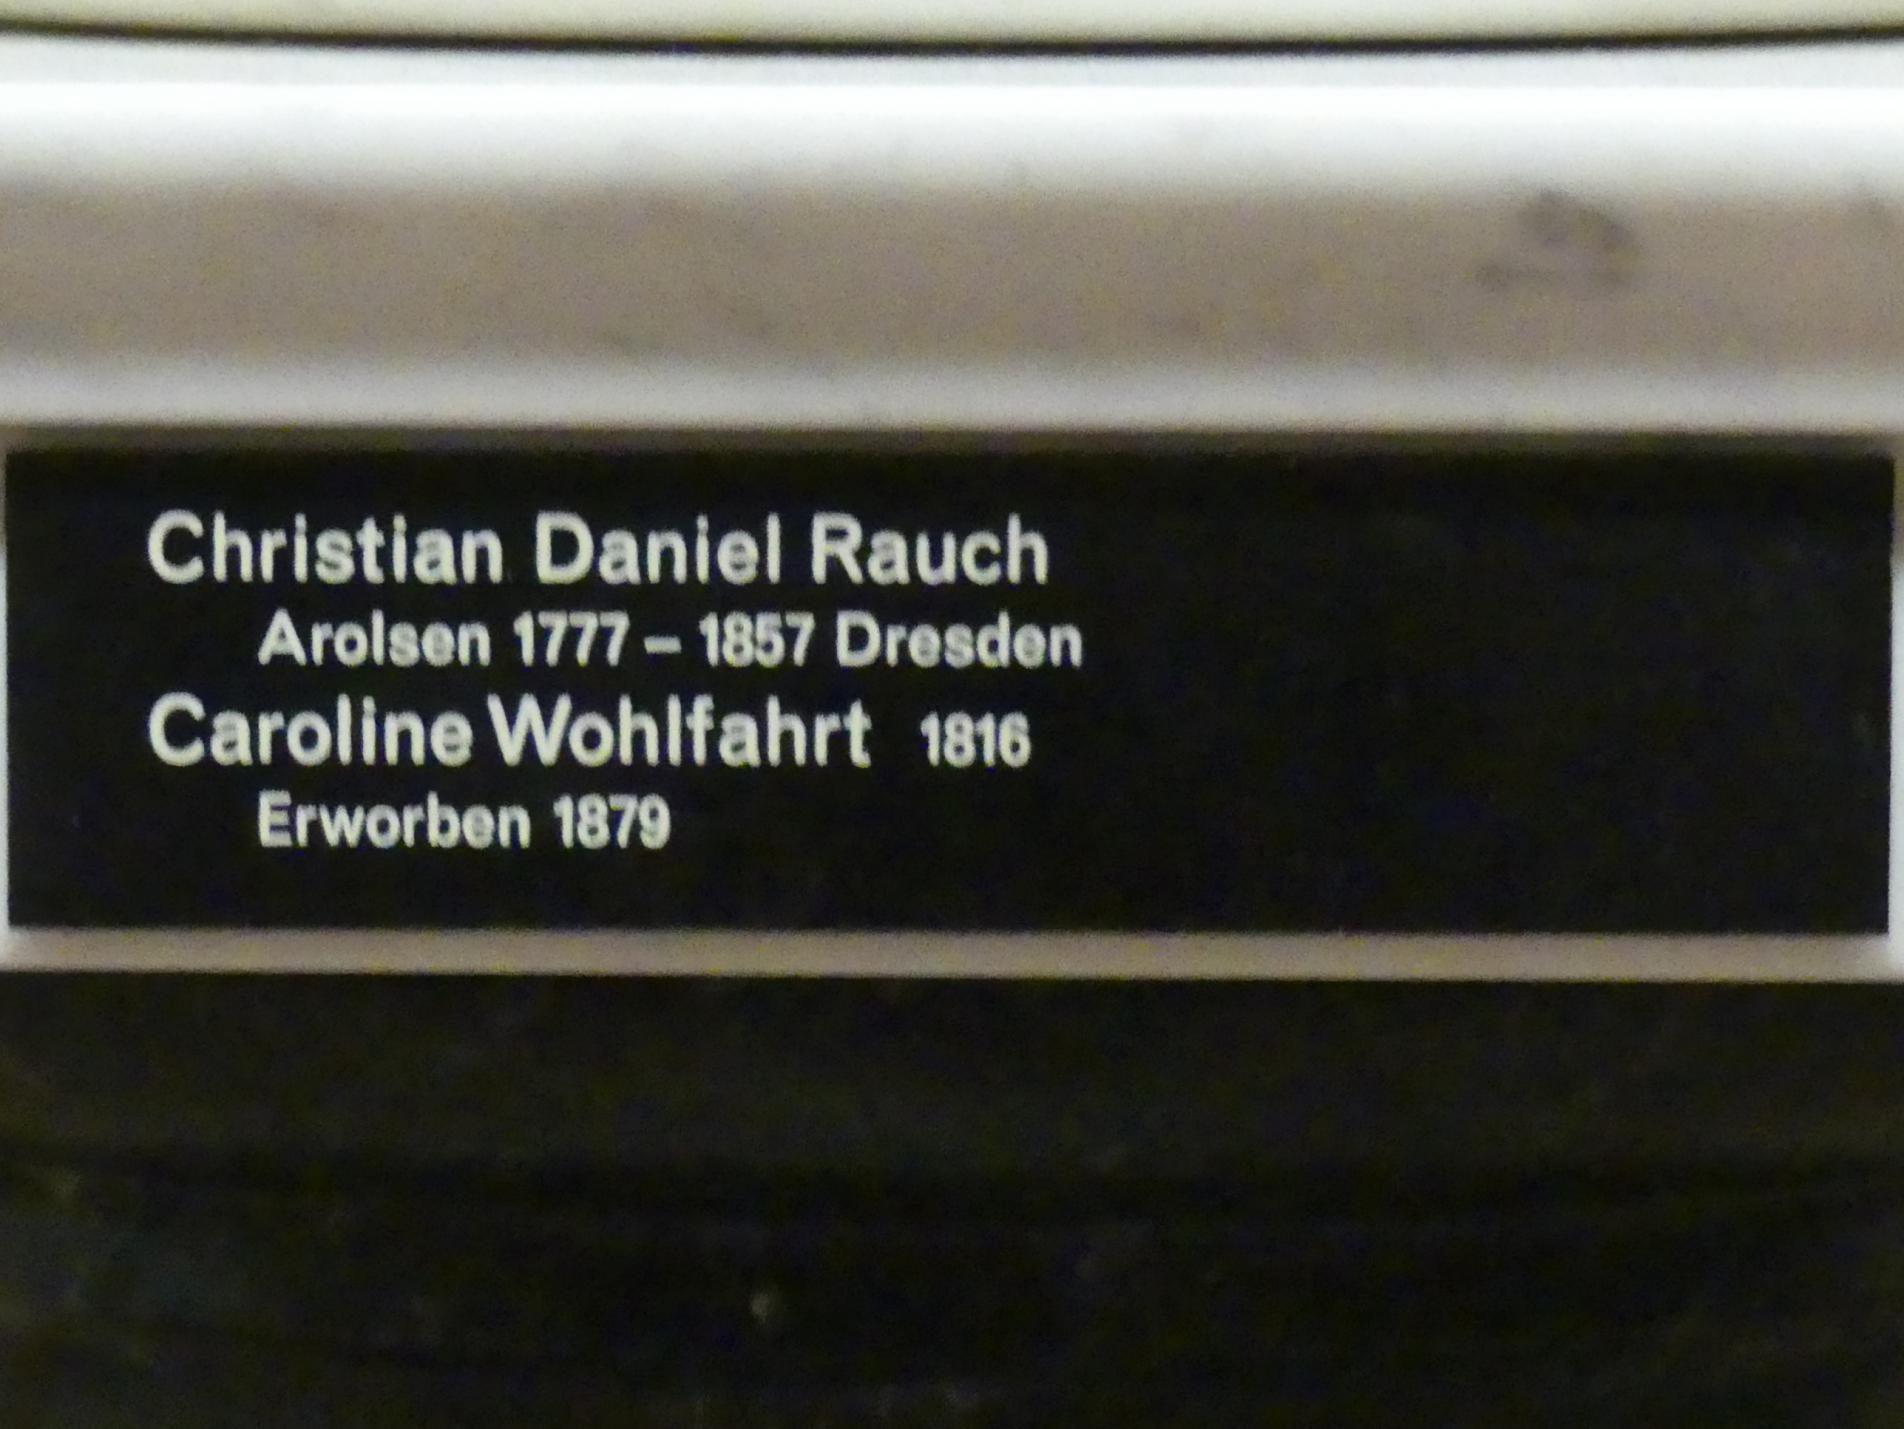 Christian Daniel Rauch
Arolsen 1777 – 1857 Dresden
Caroline Wohlfahrt 1816
Erworben 1879